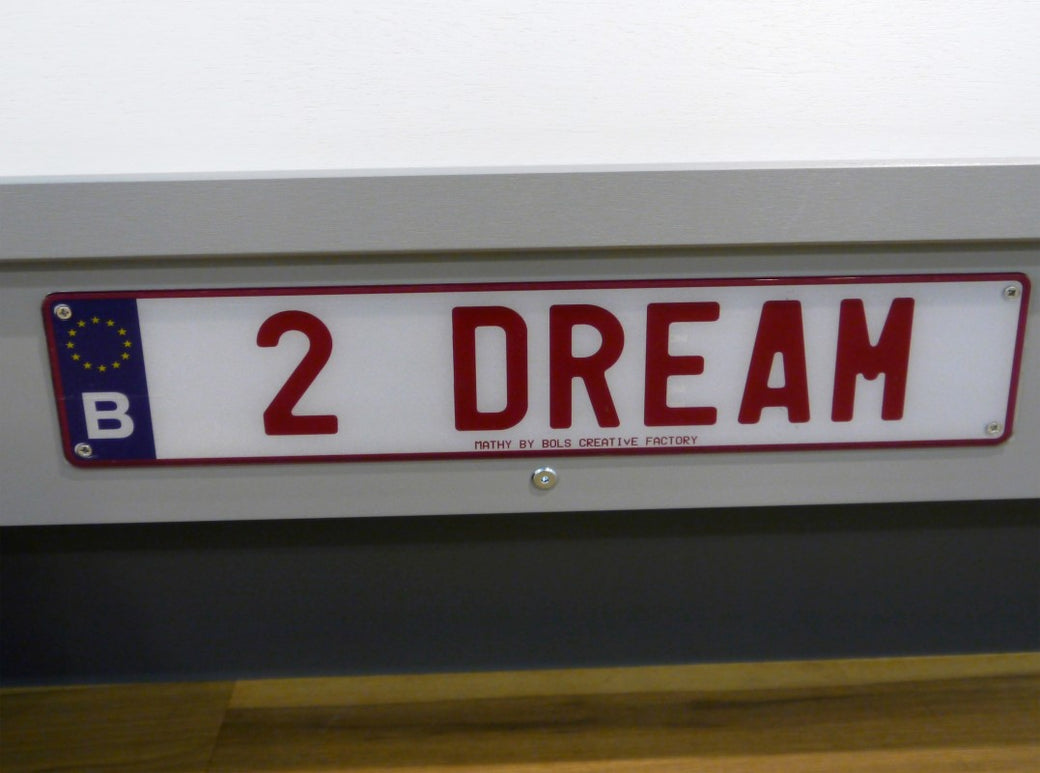 B
2 DREAM
MATHY BY BOLS CREATIVE FACTORY